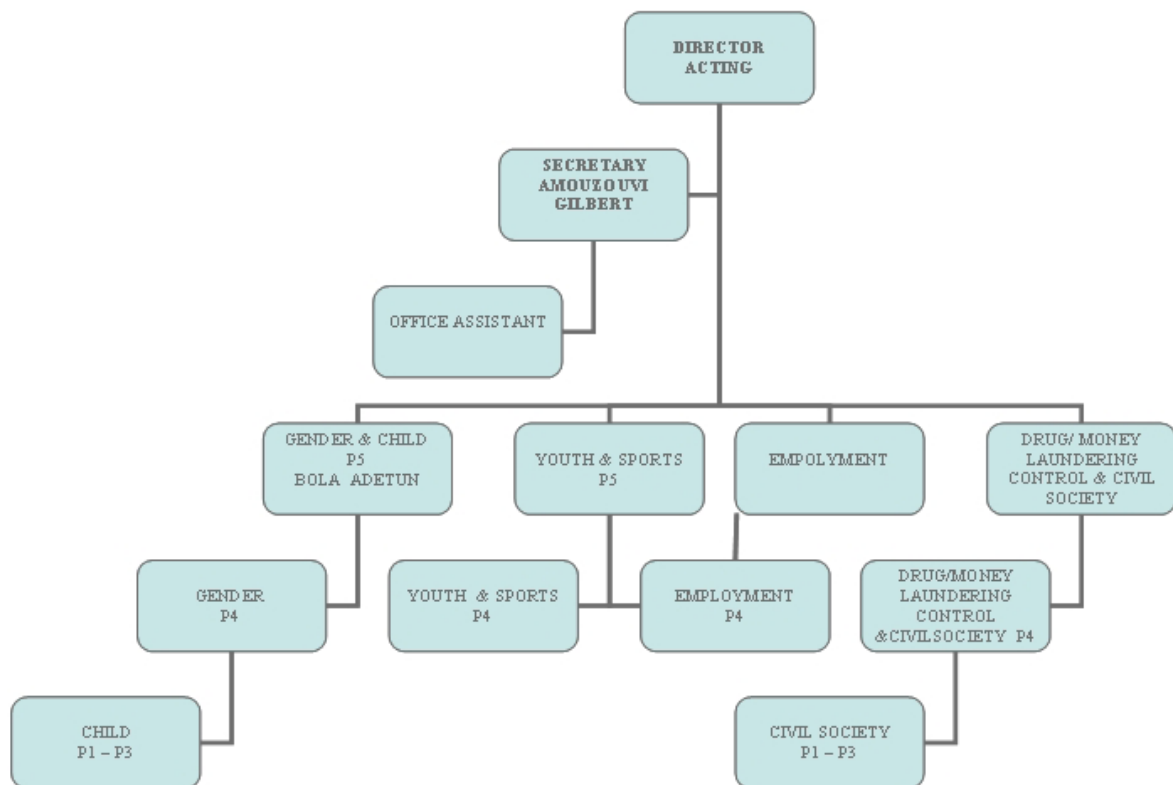 DIRECTOR
ACTING
SECRETARY
AMOUZOUVI
GILBERT
OFFICE ASSISTANT
GENDER & CHILD
P5
BOLA ADETUN
YOUTH & SPORTS
P5
EMPOLYMENT
DRUG/ MONEY
LAUNDERING
CONTROL & CIVIL
SOCIETY
GENDER
P4
YOUTH & SPORTS
P4
EMPLOYMENT
P4
DRUG/MONEY
LAUNDERING
CONTROL
&CIVILSOCIETY P4
CHILD
P1 – P3
CIVIL SOCIETY
P1 – P3